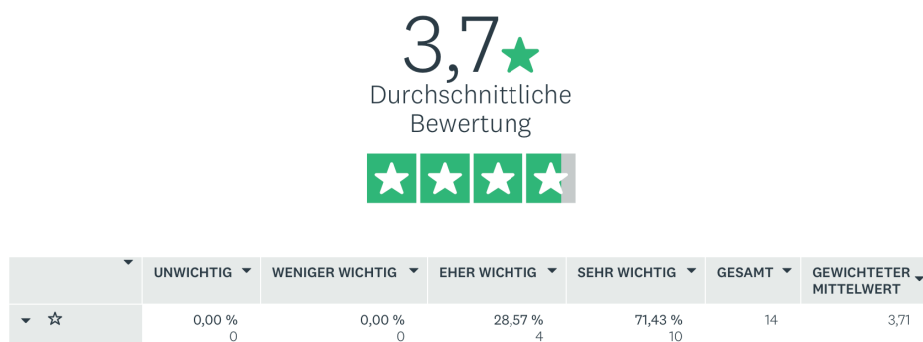 3,7
Durchschnittliche
Bewertung
UNWICHTIG WENIGER WICHTIG EHER WICHTIG SEHR WICHTIG GESAMT GEWICHTETER
MITTELWERT
0,00 % 0,00 % 28,57 % 71,43 % 14 3,71
0 0 4 10